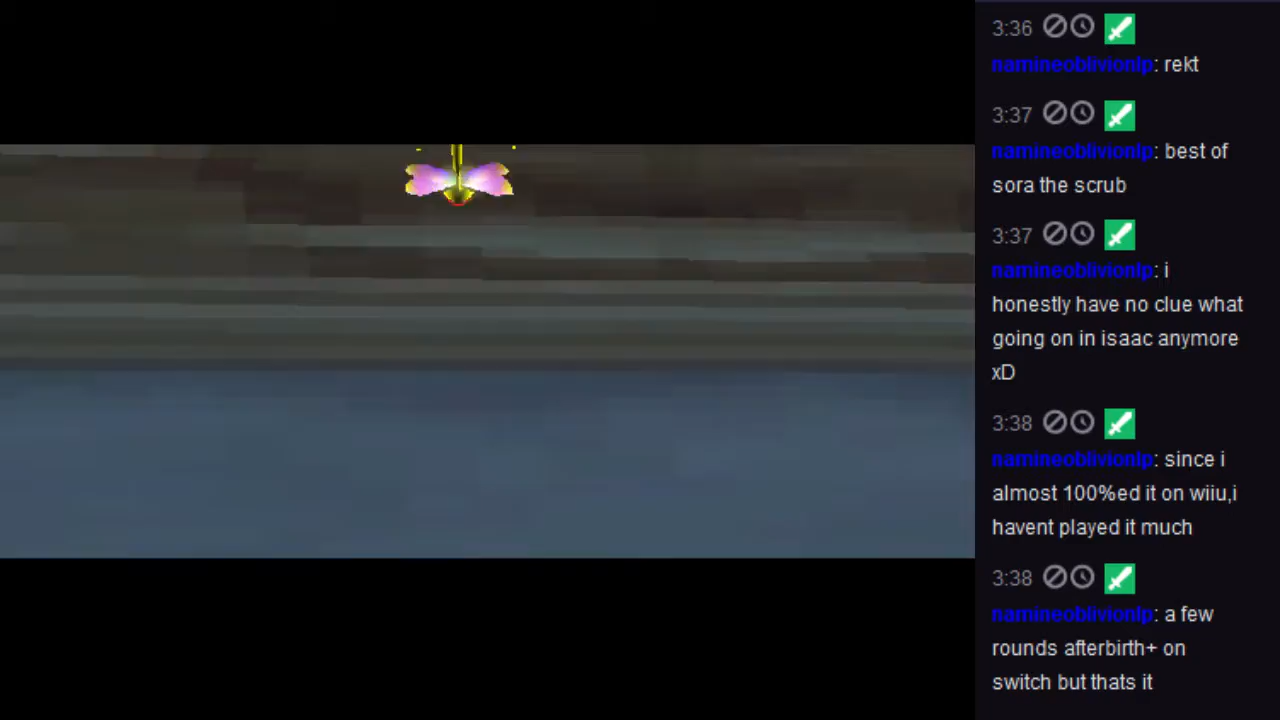 3:36
namineoblivionlp: rekt
3:37
namineoblivionlp: best of
sora the scrub
3:37
namineoblivionlp: i
honestly have no clue what
going on in isaac anymore
xD
3:38
namineoblivionlp: since i
almost 100%ed it on wiiu,i
havent played it much
3:38
namineoblivionlp: a few
rounds afterbirth+ on
switch but thats it